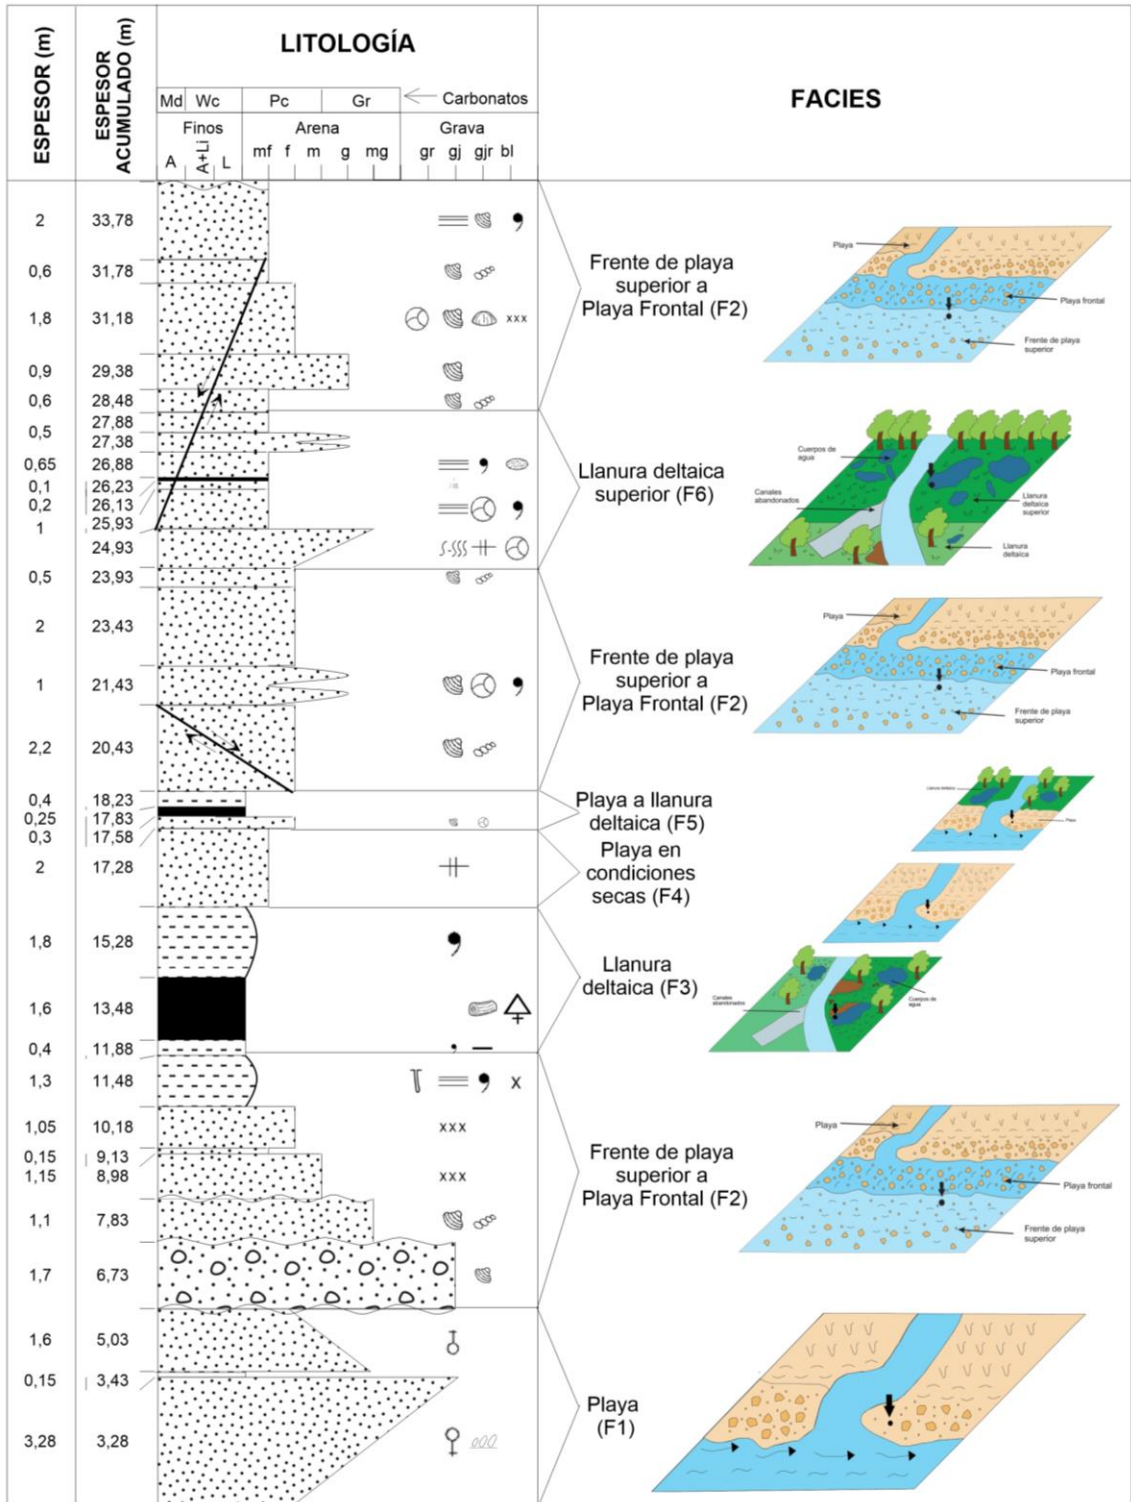 ESPESOR (m)
ESPESOR
ACUMULADO (m)
LITOLOGÍA
FACIES
Md Wc Pc Gr Carbonatos
Finos Arena Grava
A A+Li L mf f m g mg gr gj gjr bl
2 33,78
0,6 31,78
1,8 31,18
xxx
0,9 29,38
0,6 28,48
27,88
0,5 27,38
0,65 26,88
0,1 26,23
0,2 26,13
25,93
1 24,93
0,5 23,93
2 23,43
1 21,43
2,2 20,43
0,4 18,23
0,25 17,83
0,3 17,58
2 17,28
1,8 15,28
1,6 13,48
0,4 11,88
1,3 11,48
x
1,05 10,18
xxx
0,15 9,13
1,15 8,98
xxx
1,1 7,83
1,7 6,73
1,6 5,03
0,15 3,43
3,28 3,28
Frente de playa
superior a
Playa Frontal (F2)
Playa
Playa frontal
Frente de playa
superior
Llanura deltaica
superior (F6)
Cuerpos de
agua
Canales
abandonados
Llanura
deltaica
superior
Llanura
deltaica
Frente de playa
superior a
Playa Frontal (F2)
Playa
Playa frontal
Frente de playa
superior
Playa a llanura
deltaica (F5)
Llanura deltaica
Playa
Playa en
condiciones
secas (F4)
Llanura
deltaica (F3)
Canales
abandonados
Cuerpos de
agua
Frente de playa
superior a
Playa Frontal (F2)
Playa
Playa frontal
Frente de playa
superior
Playa
(F1)